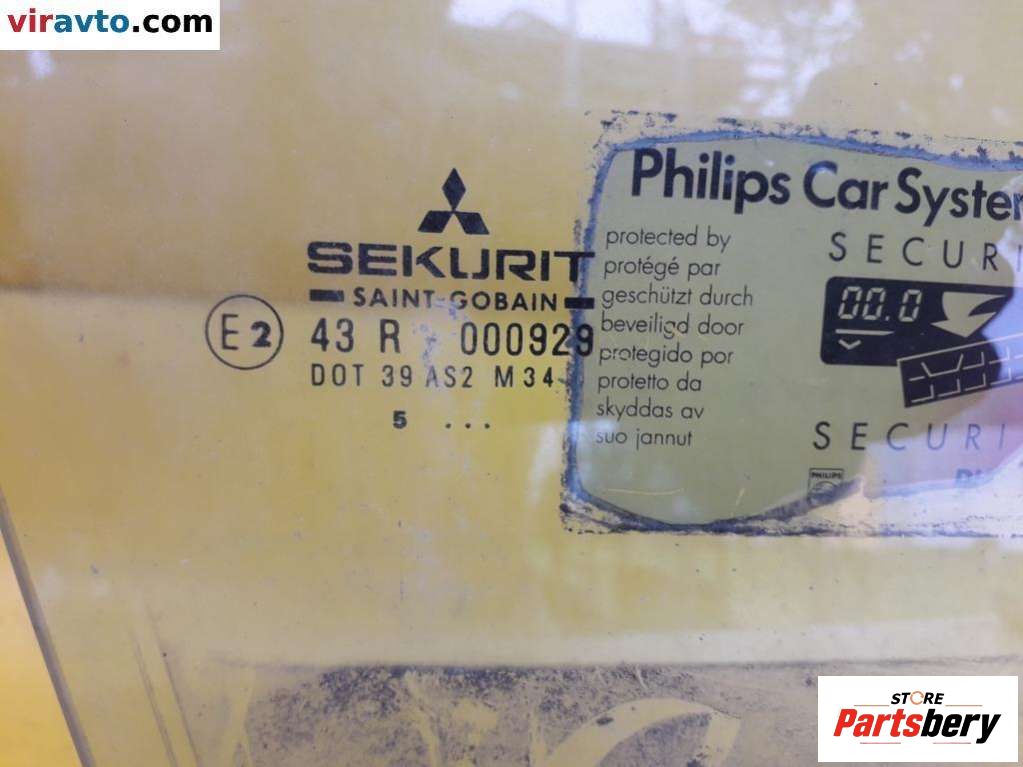 viravto.com
SEKURIT
SAINT-GOBAIN
E2 43 R 000929
DOT 39 AS2 M34
5 ...
Philips Car System
protected by
protégé par
geschützt durch
beveiligd door
protegido por
protetto da
skyddas av
suo jannut
SECURI
00.0
SECURI
PHILIPS
STORE
Partsbery